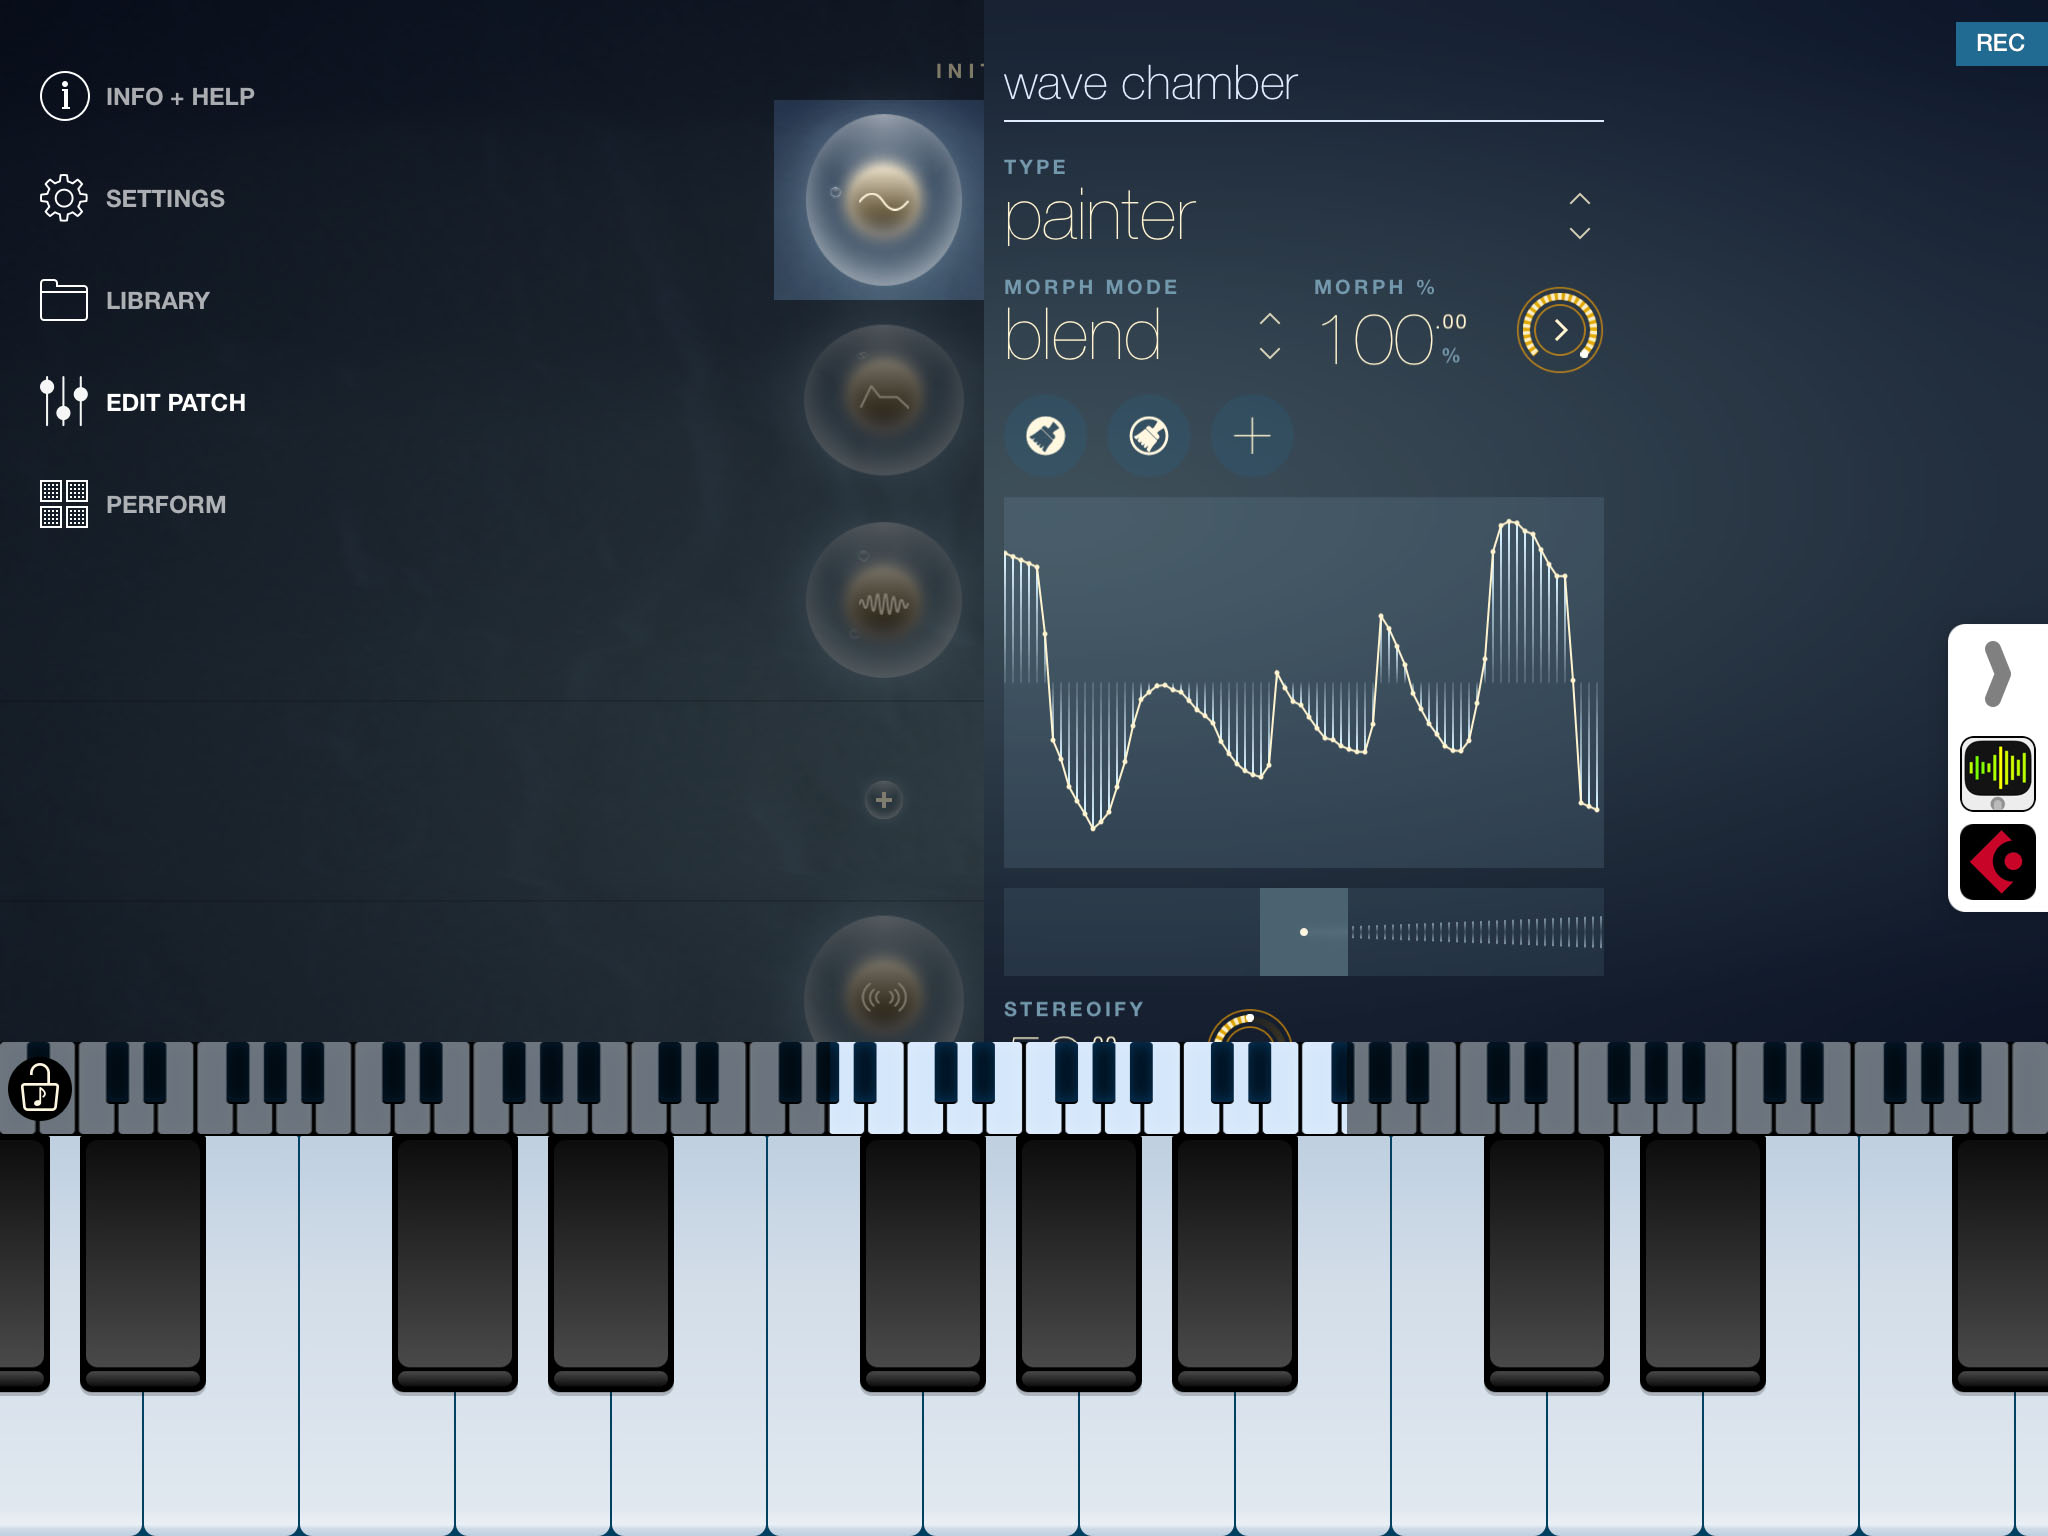 INFO + HELP
SETTINGS
LIBRARY
EDIT PATCH
PERFORM
REC
wave chamber
TYPE
painter
MORPH MODE
MORPH %
blend
100.00 %
STEREOIFY